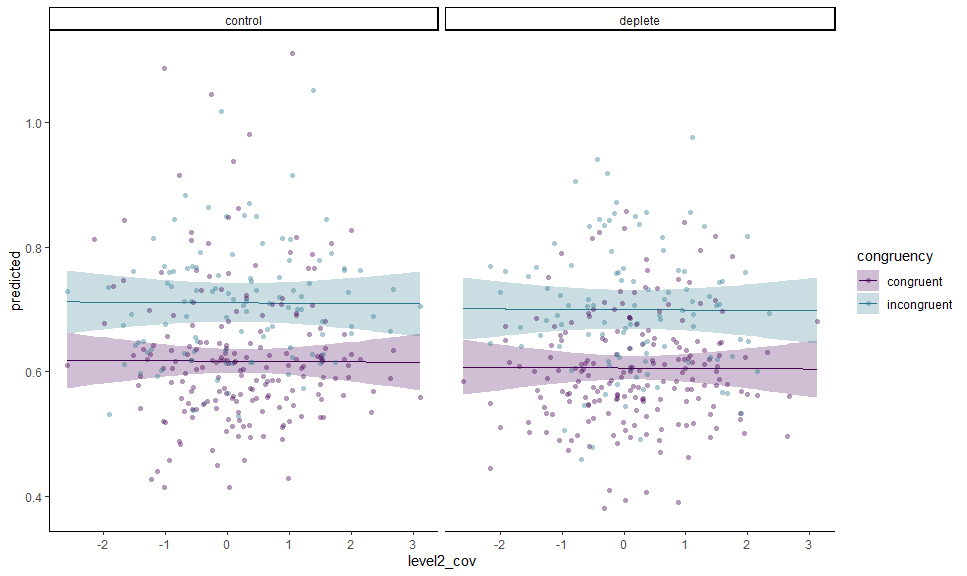 control
deplete
1.0
0.8
0.6
0.4
predicted
-2
-1
0
1
2
3
-2
-1
0
1
2
3
level2_cov
congruency
congruent
incongruent